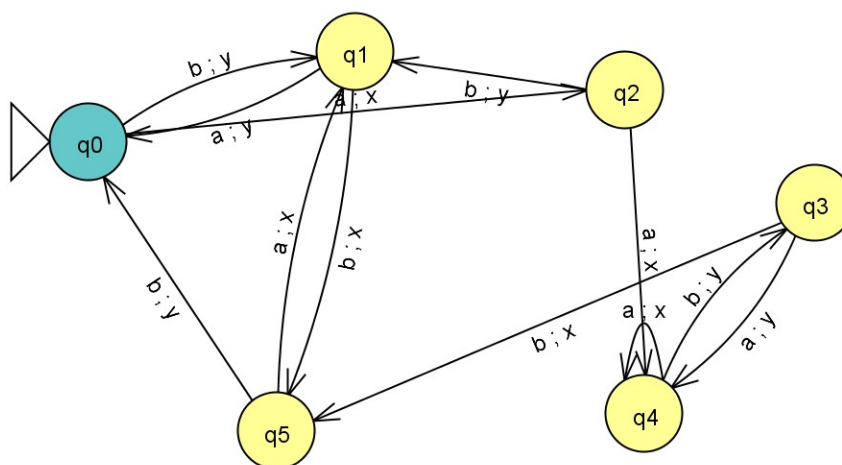 q1
b ; y
q2
a ; x
b ; y
q0
a ; y
q3
a ; x
b ; x
a ; x
b ; y
b ; y
a ; x
a ; y
b ; x
q4
q5